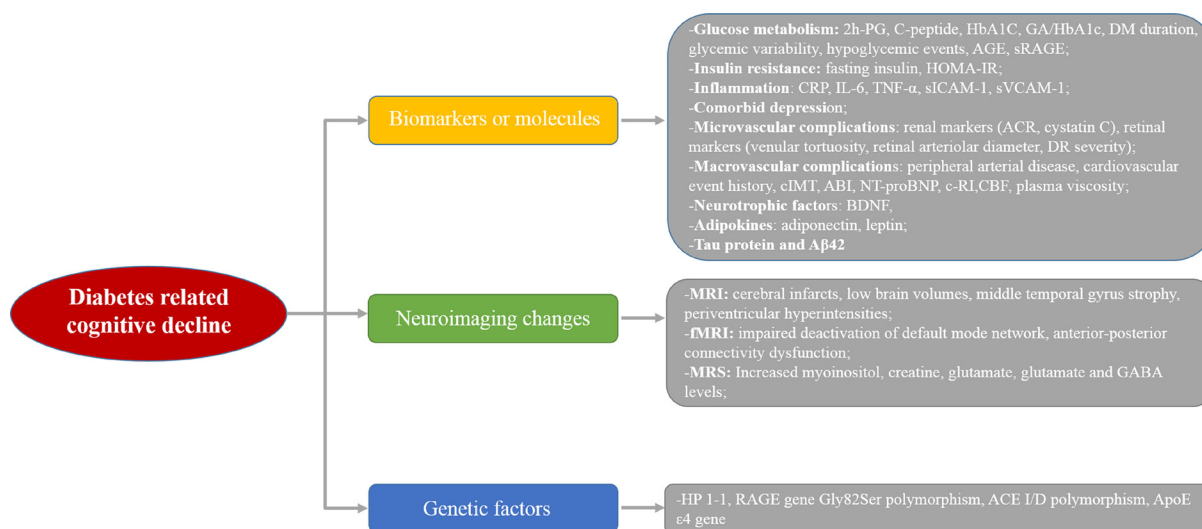 Diabetes related
cognitive decline
Biomarkers or molecules
-Glucose metabolism: 2h-PG, C-peptide, HbA1C, GA/HbA1c, DM duration,
glycemic variability, hypoglycemic events, AGE, sRAGE;
-Insulin resistance: fasting insulin, HOMA-IR;
-Inflammation: CRP, IL-6, TNF-α, sICAM-1, sVCAM-1;
-Comorbid depression;
-Microvascular complications: renal markers (ACR, cystatin C), retinal
markers (venular tortuosity, retinal arteriolar diameter, DR severity);
-Macrovascular complications: peripheral arterial disease, cardiovascular
event history, cIMT, ABI, NT-proBNP, c-RI,CBF, plasma viscosity;
-Neurotrophic factors: BDNF,
-Adipokines: adiponectin, leptin;
-Tau protein and Aβ42
Neuroimaging changes
-MRI: cerebral infarcts, low brain volumes, middle temporal gyrus strophy,
periventricular hyperintensities;
-fMRI: impaired deactivation of default mode network, anterior-posterior
connectivity dysfunction;
-MRS: Increased myoinositol, creatine, glutamate, glutamate and GABA
levels;
Genetic factors
-HP 1-1, RAGE gene Gly82Ser polymorphism, ACE I/D polymorphism, ApoE
ε4 gene